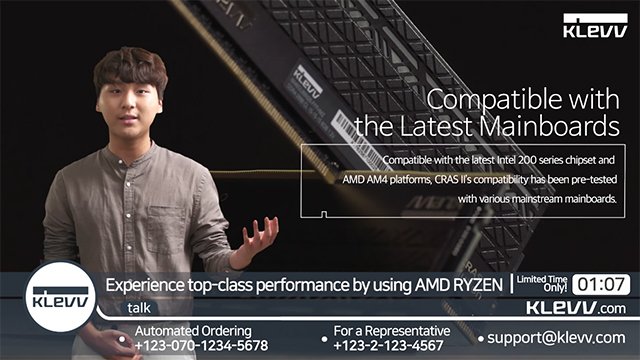 KLEVV
Compatible with
the Latest Mainboards
Compatible with the latest Intel 200 series chipset and
AMD AM4 platforms, CRAS II's compatibility has been pre-tested
with various mainstream mainboards.
KLEVV
Experience top-class performance by using AMD RYZEN
Limited Time
Only!
01:07
talk
KLEVV.com
• Automated Ordering
+123-070-1234-5678
• For a Representative
+123-2-123-4567
• support@klevv.com